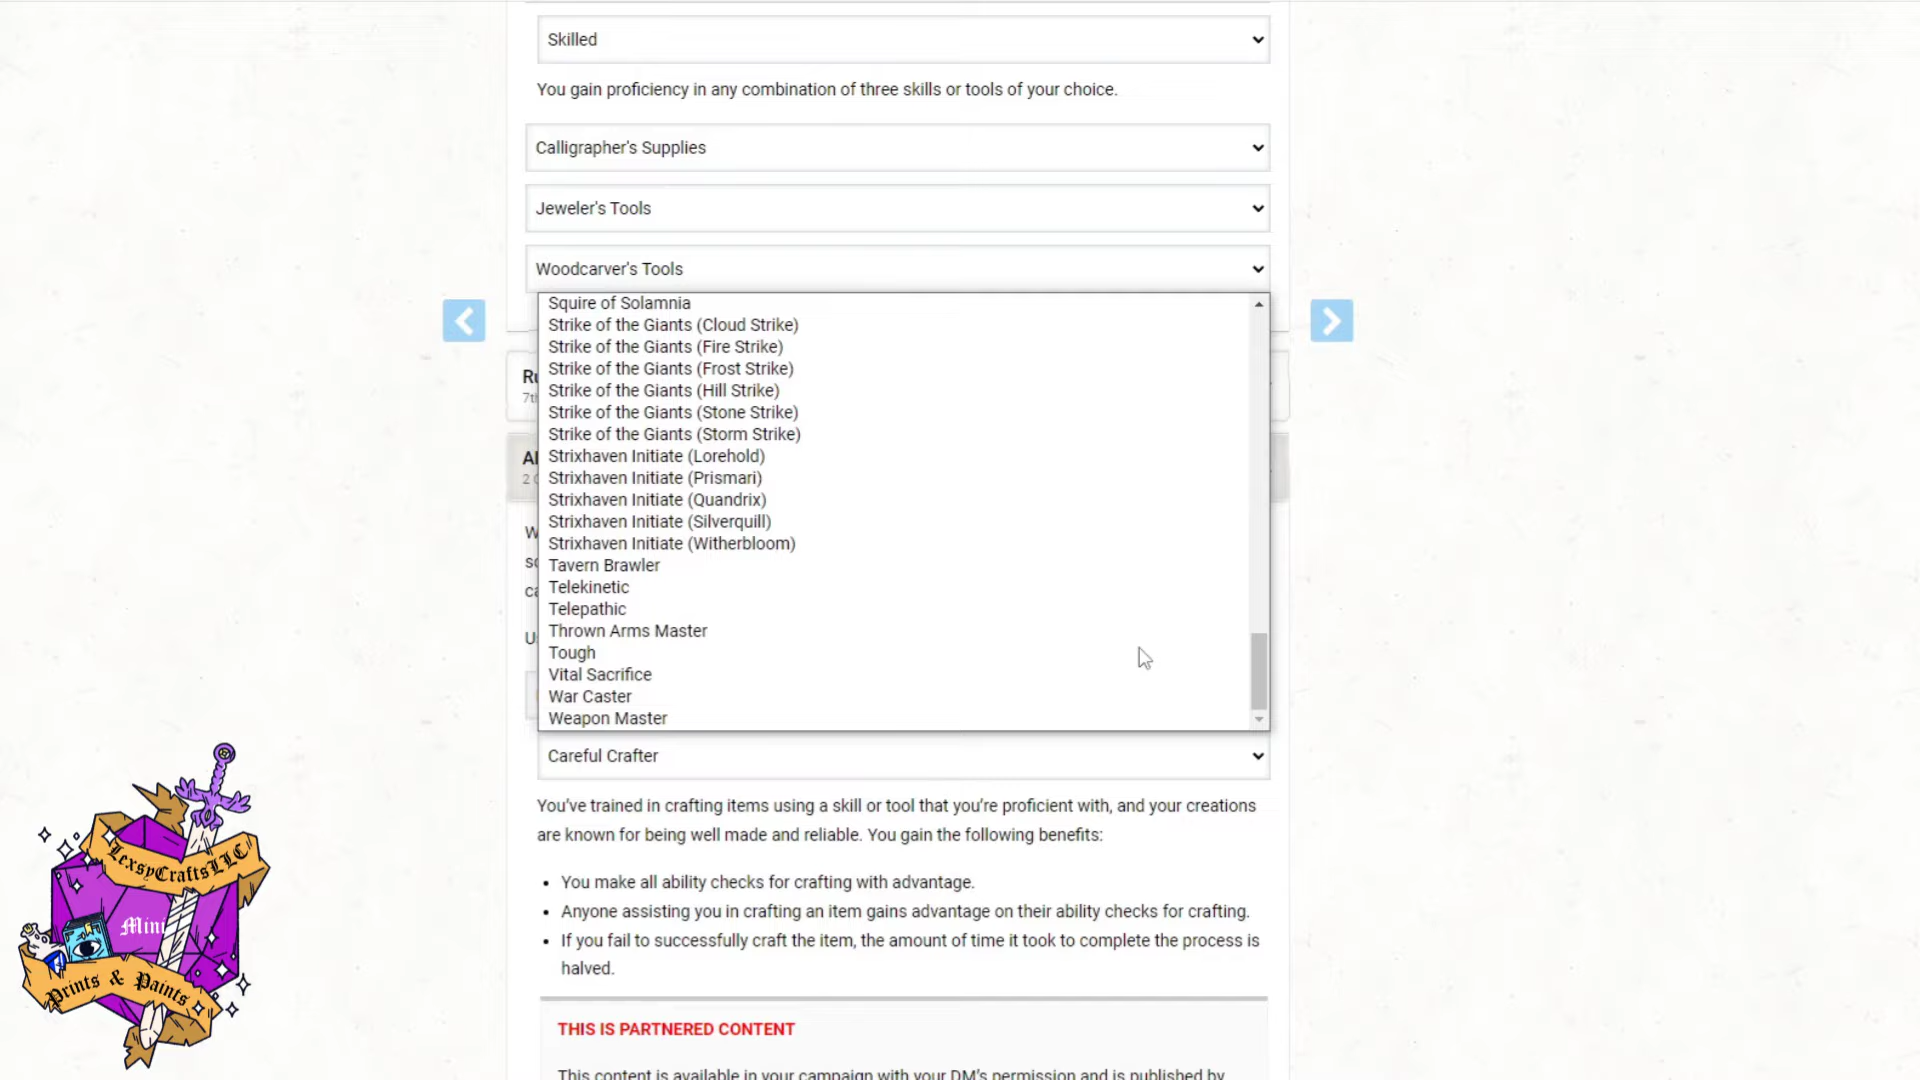 Skilled
You gain proficiency in any combination of three skills or tools of your choice.
Calligrapher's Supplies
Jeweler's Tools
Woodcarver's Tools
Squire of Solamnia
Strike of the Giants (Cloud Strike)
Strike of the Giants (Fire Strike)
Strike of the Giants (Frost Strike)
Strike of the Giants (Hill Strike)
Strike of the Giants (Stone Strike)
Strike of the Giants (Storm Strike)
Strixhaven Initiate (Lorehold)
Strixhaven Initiate (Prismari)
Strixhaven Initiate (Quandrix)
Strixhaven Initiate (Silverquill)
Strixhaven Initiate (Witherbloom)
Tavern Brawler
Telekinetic
Telepathic
Thrown Arms Master
Tough
Vital Sacrifice
War Caster
Weapon Master
Careful Crafter
You've trained in crafting items using a skill or tool that you're proficient with, and your creations
are known for being well made and reliable. You gain the following benefits:
• You make all ability checks for crafting with advantage.
• Anyone assisting you in crafting an item gains advantage on their ability checks for crafting.
• If you fail to successfully craft the item, the amount of time it took to complete the process is
halved.
THIS IS PARTNERED CONTENT
This content is available in your campaign with your DM's permission and is published by
LexsyCraftsLLC
Mini
Prints & Paints